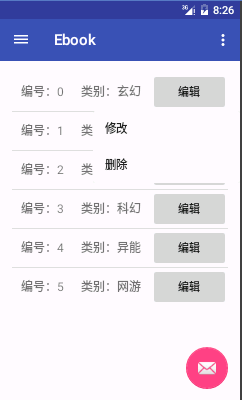 36 8:26
Ebook
编号：0 类别：玄幻 编辑
编号：1 类 修改
编号：2 类 删除
编号：3 类别：科幻 编辑
编号：4 类别：异能 编辑
编号：5 类别：网游 编辑